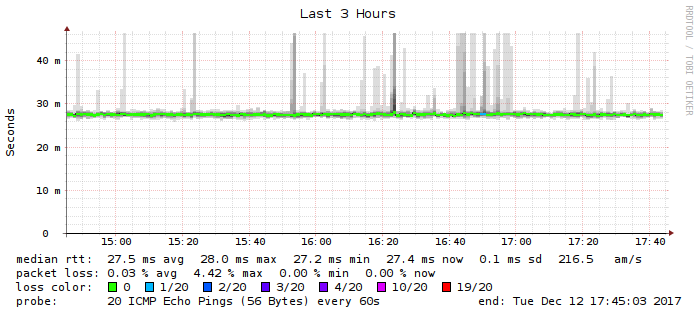 Last 3 Hours
RRDTOOL / TOBI OETIKER
Seconds
40 m
30 m
20 m
10 m
0
15:00 15:20 15:40 16:00 16:20 16:40 17:00 17:20 17:40
median rtt: 27.5 ms avg 28.0 ms max 27.2 ms min 27.4 ms now 0.1 ms sd 216.5 am/s
packet loss: 0.03 % avg 4.42 % max 0.00 % min 0.00 % now
loss color: 0 1/20 2/20 3/20 4/20 10/20 19/20
probe: 20 ICMP Echo Pings (56 Bytes) every 60s end: Tue Dec 12 17:45:03 2017